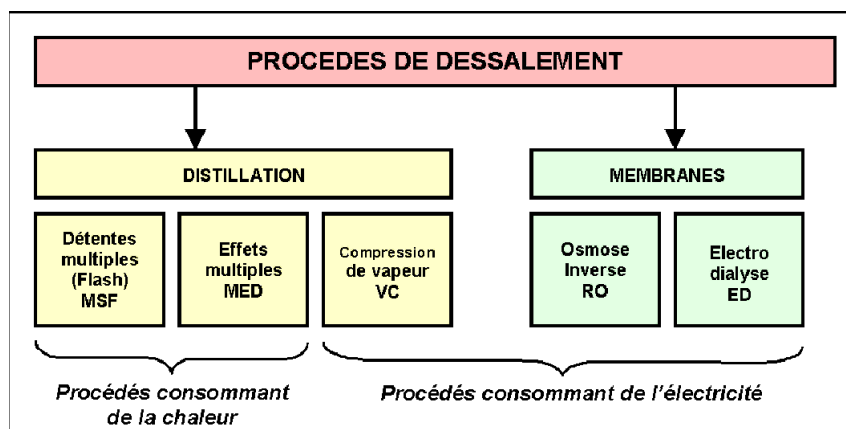 PROCEDES DE DESSALEMENT
DISTILLATION
MEMBRANES
Détentes
multiples
(Flash)
MSF
Effets
multiples
MED
Compression
de vapeur
VC
Osmose
Inverse
RO
Electro
dialyse
ED
Procédés consommant
de la chaleur
Procédés consommant de l'électricité